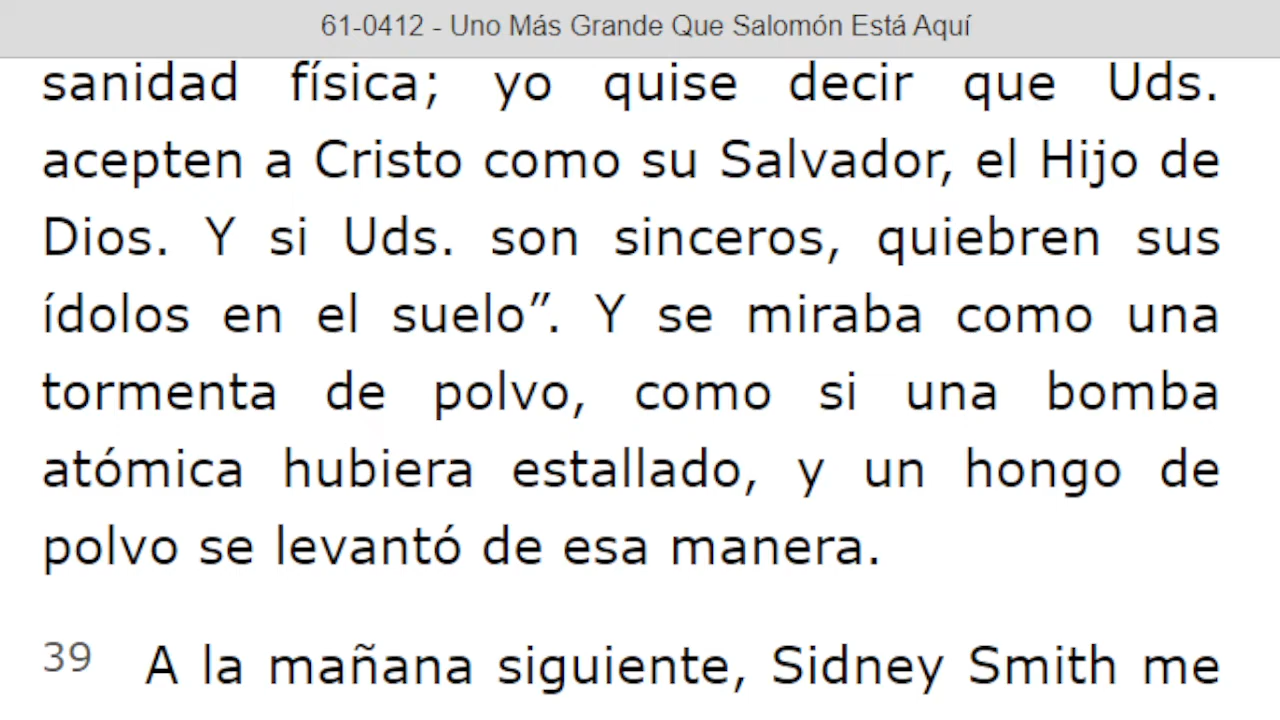 61-0412 - Uno Más Grande Que Salomón Está Aquí
sanidad física; yo quise decir que Uds.
acepten a Cristo como su Salvador, el Hijo de
Dios. Y si Uds. son sinceros, quiebren sus
ídolos en el suelo”. Y se miraba como una
tormenta de polvo, como si una bomba
atómica hubiera estallado, y un hongo de
polvo se levantó de esa manera.
39 A la mañana siguiente, Sidney Smith me